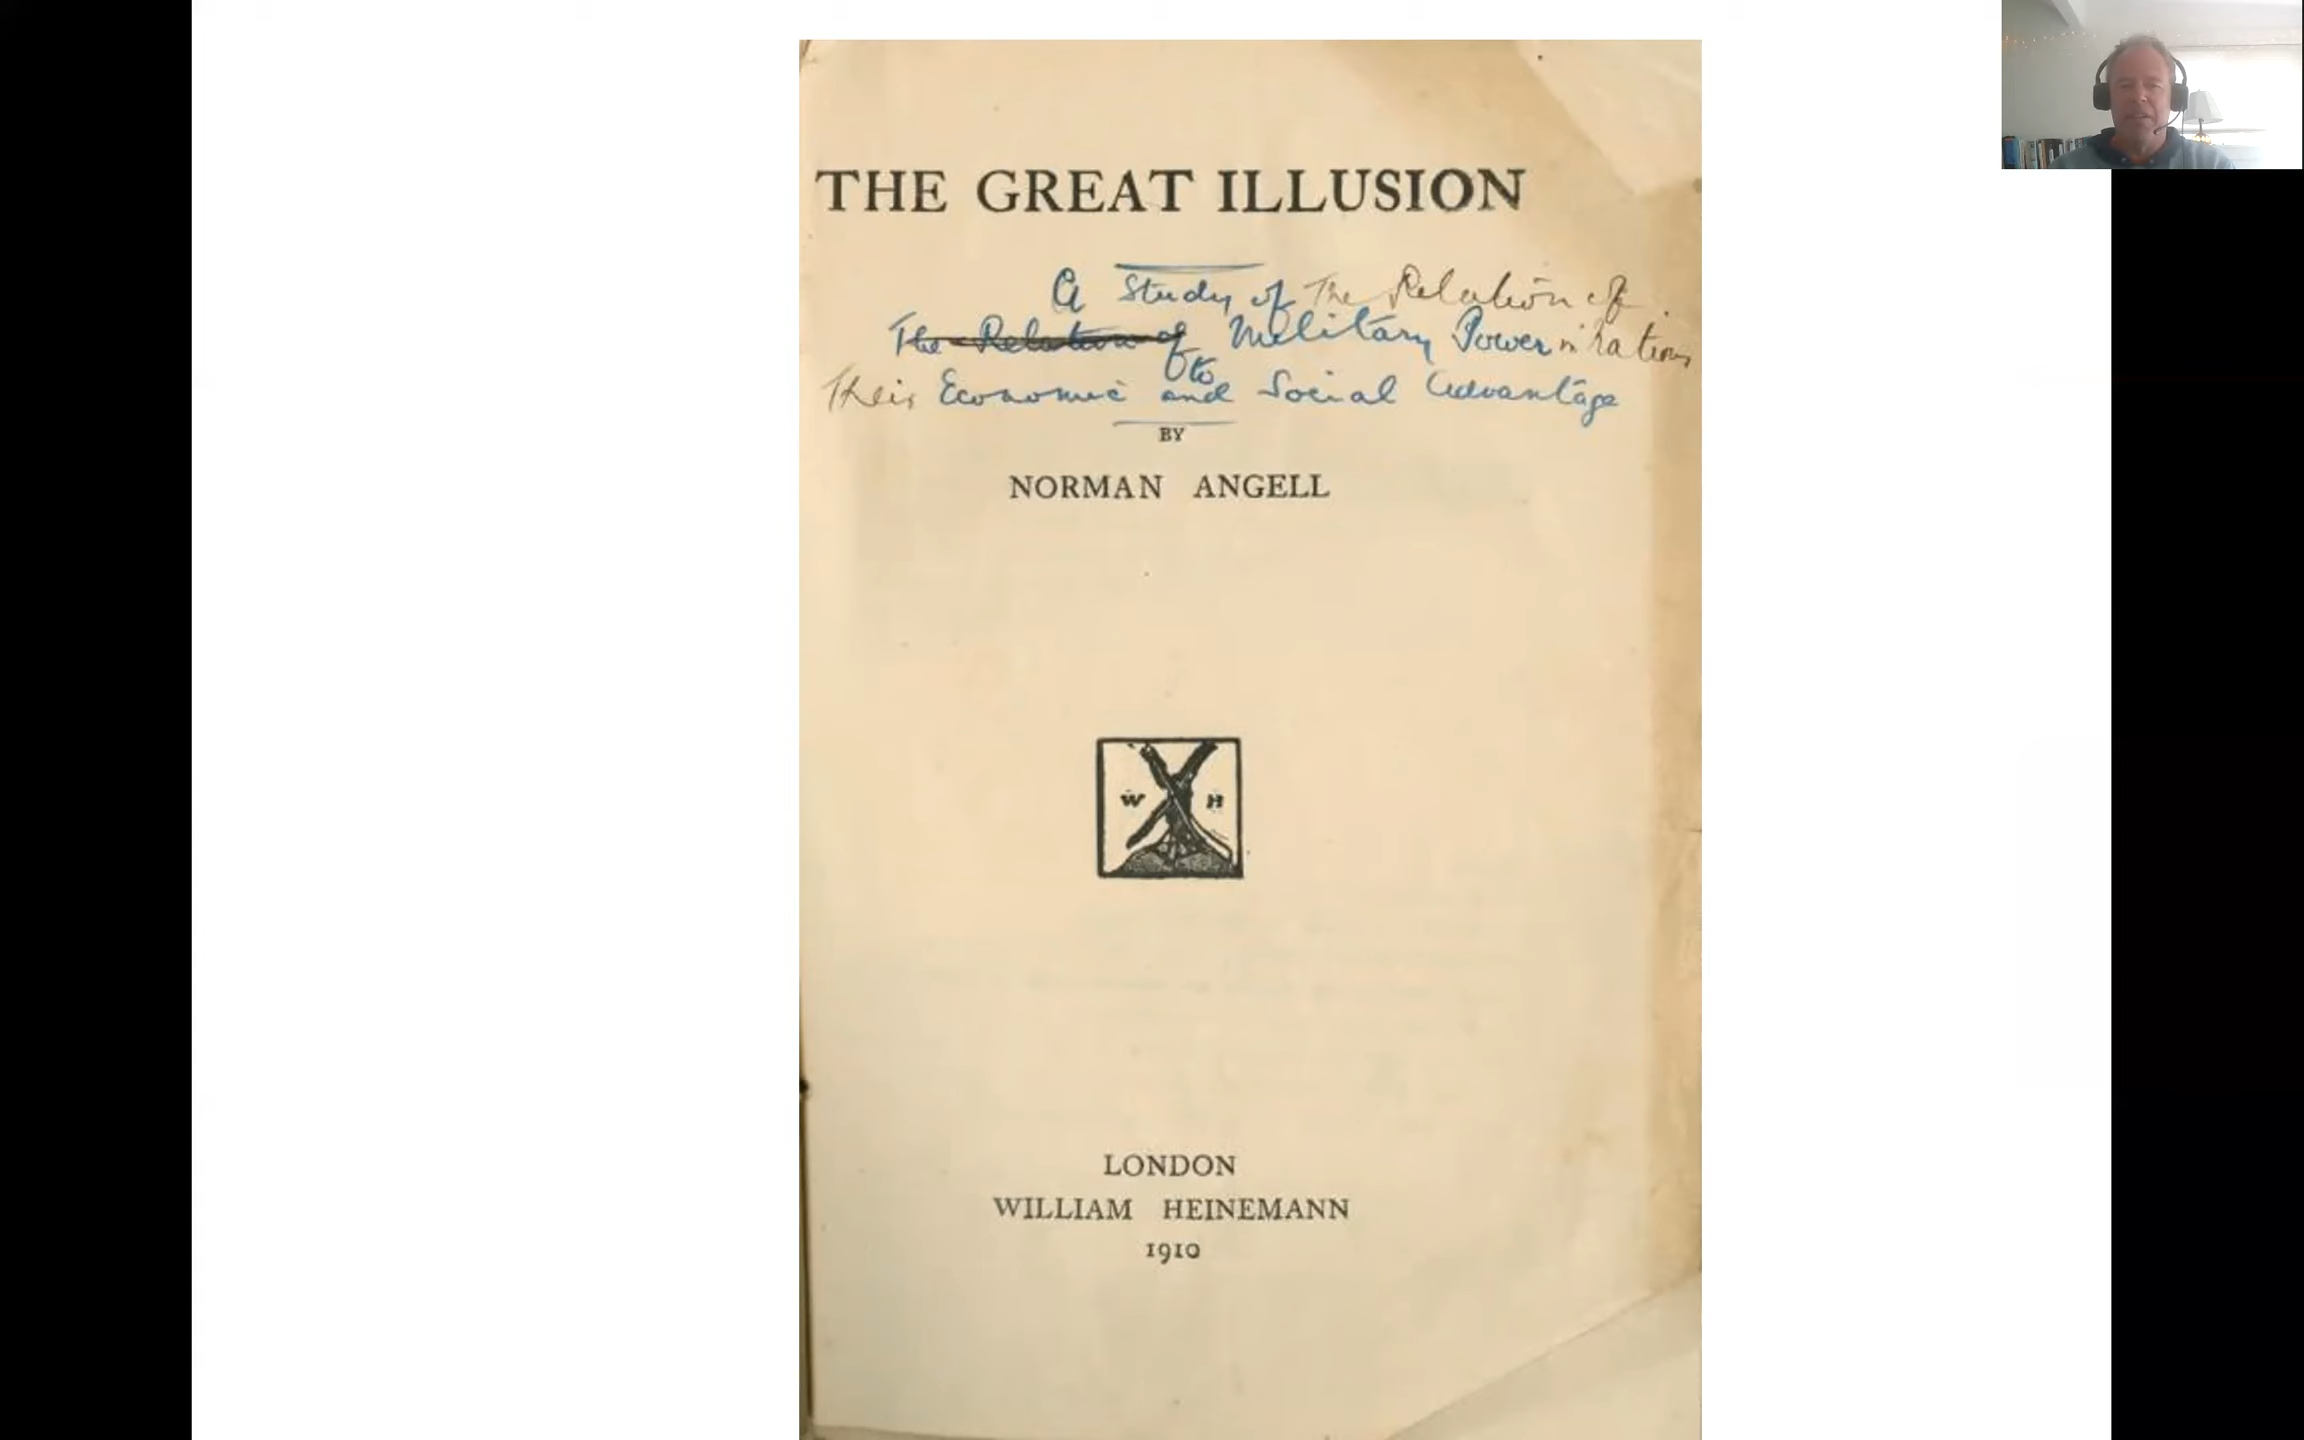 THE GREAT ILLUSION
A Study of The Relation of
The Relation of Military Power in Nations
to
Their Economic and Social Advantage
BY
NORMAN ANGELL
W H
LONDON
WILLIAM HEINEMANN
1910